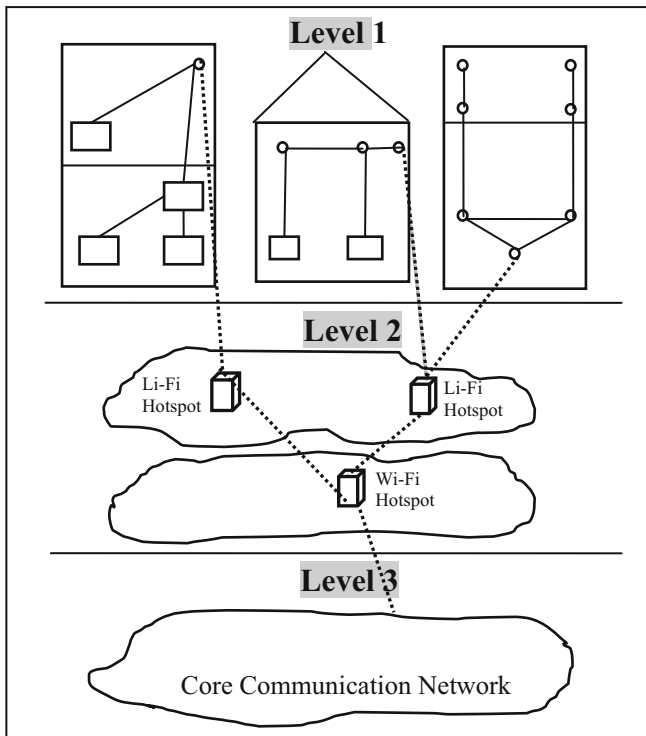 Level 1
Level 2
Li-Fi
Hotspot
Li-Fi
Hotspot
Wi-Fi
Hotspot
Level 3
Core Communication Network